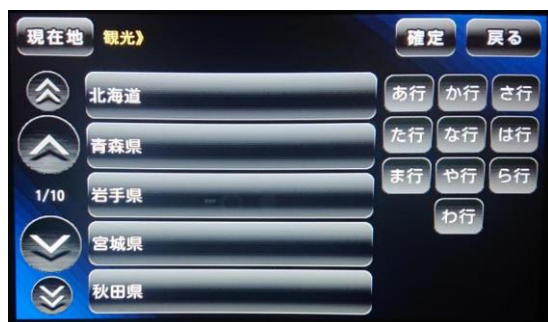 現在地 観光》 確定 戻る
北海道 あ行 か行 さ行
青森県 た行 な行 は行
ま行 や行 ら行
1/10 岩手県
わ行
宮城県
秋田県